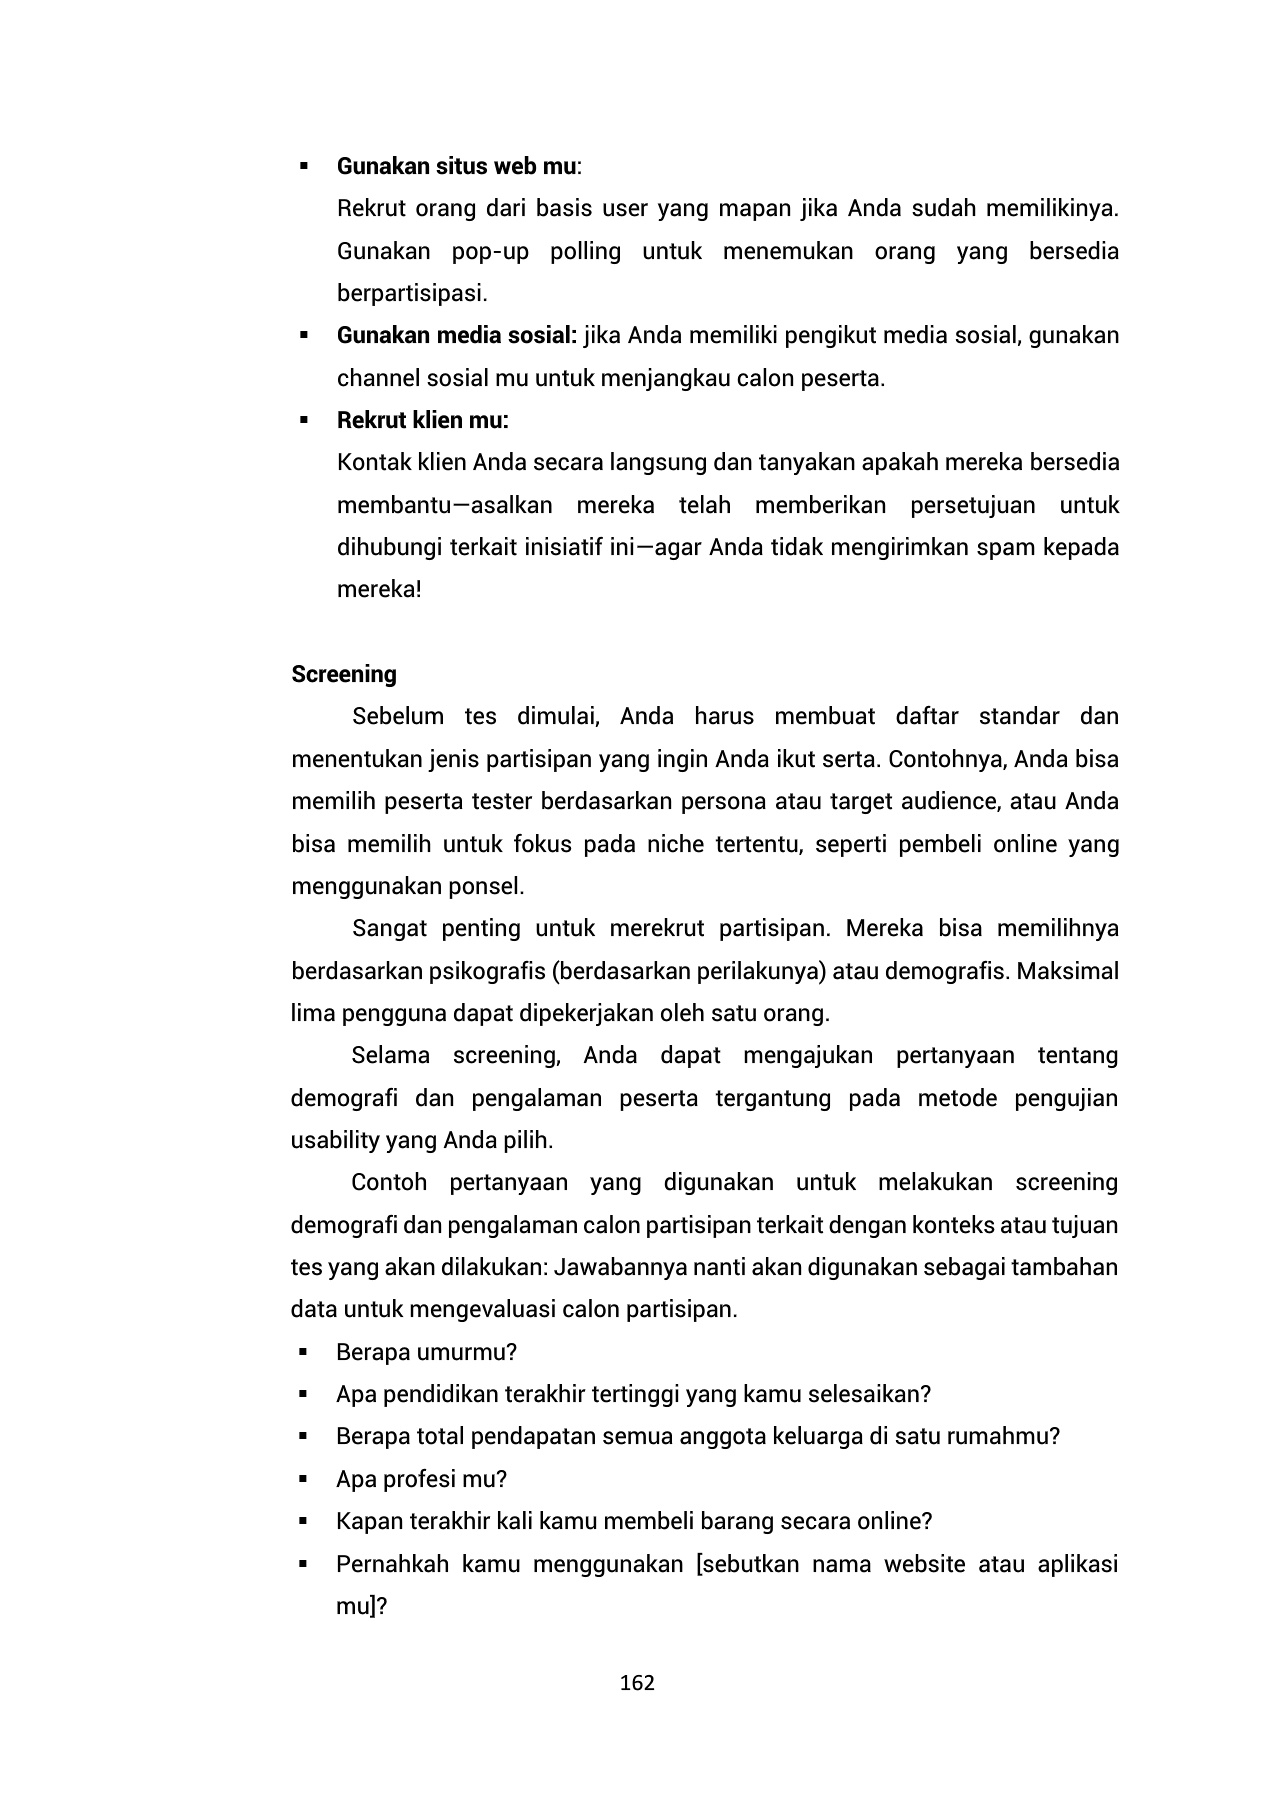 ▪ Gunakan situs web mu:
Rekrut orang dari basis user yang mapan jika Anda sudah memilikinya.
Gunakan pop-up polling untuk menemukan orang yang bersedia
berpartisipasi.
▪ Gunakan media sosial: jika Anda memiliki pengikut media sosial, gunakan
channel sosial mu untuk menjangkau calon peserta.
▪ Rekrut klien mu:
Kontak klien Anda secara langsung dan tanyakan apakah mereka bersedia
membantu—asalkan mereka telah memberikan persetujuan untuk
dihubungi terkait inisiatif ini—agar Anda tidak mengirimkan spam kepada
mereka!
Screening
Sebelum tes dimulai, Anda harus membuat daftar standar dan
menentukan jenis partisipan yang ingin Anda ikut serta. Contohnya, Anda bisa
memilih peserta tester berdasarkan persona atau target audience, atau Anda
bisa memilih untuk fokus pada niche tertentu, seperti pembeli online yang
menggunakan ponsel.
Sangat penting untuk merekrut partisipan. Mereka bisa memilihnya
berdasarkan psikografis (berdasarkan perilakunya) atau demografis. Maksimal
lima pengguna dapat dipekerjakan oleh satu orang.
Selama screening, Anda dapat mengajukan pertanyaan tentang
demografi dan pengalaman peserta tergantung pada metode pengujian
usability yang Anda pilih.
Contoh pertanyaan yang digunakan untuk melakukan screening
demografi dan pengalaman calon partisipan terkait dengan konteks atau tujuan
tes yang akan dilakukan: Jawabannya nanti akan digunakan sebagai tambahan
data untuk mengevaluasi calon partisipan.
▪ Berapa umurmu?
▪ Apa pendidikan terakhir tertinggi yang kamu selesaikan?
▪ Berapa total pendapatan semua anggota keluarga di satu rumahmu?
▪ Apa profesi mu?
▪ Kapan terakhir kali kamu membeli barang secara online?
▪ Pernahkah kamu menggunakan [sebutkan nama website atau aplikasi
mu]?
162